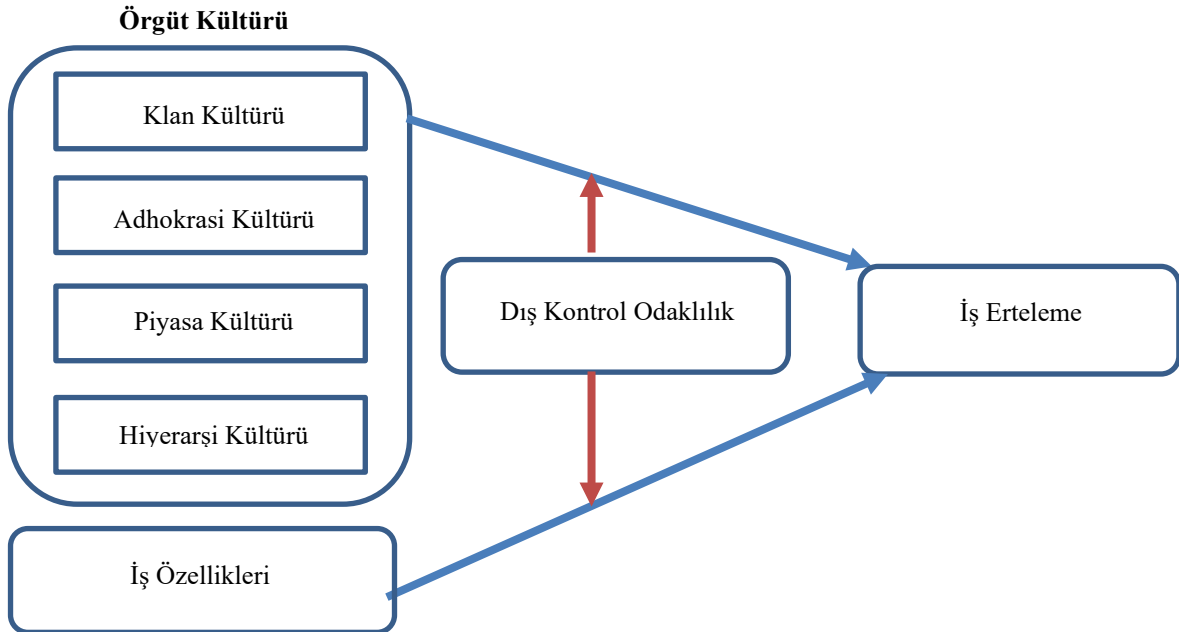 Örgüt Kültürü
Klan Kültürü
Adhokrasi Kültürü
Piyasa Kültürü
Hiyerarşi Kültürü
Dış Kontrol Odaklılık
İş Erteleme
İş Özellikleri